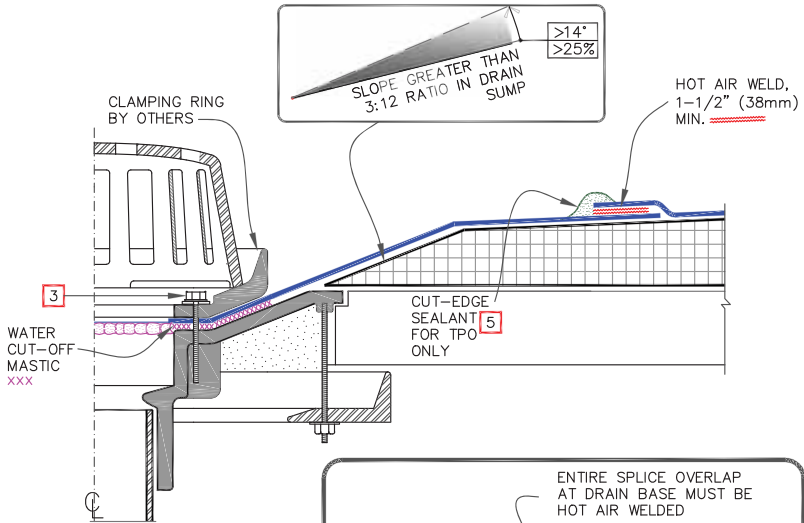 >14°
>25%
SLOPE GREATER THAN
3:12 RATIO IN DRAIN
SUMP
CLAMPING RING
BY OTHERS
HOT AIR WELD,
1-1/2" (38mm)
MIN.
3
CUT-EDGE
SEALANT 5
FOR TPO
ONLY
WATER
CUT-OFF
MASTIC
XXX
ENTIRE SPLICE OVERLAP
AT DRAIN BASE MUST BE
HOT AIR WELDED
℄